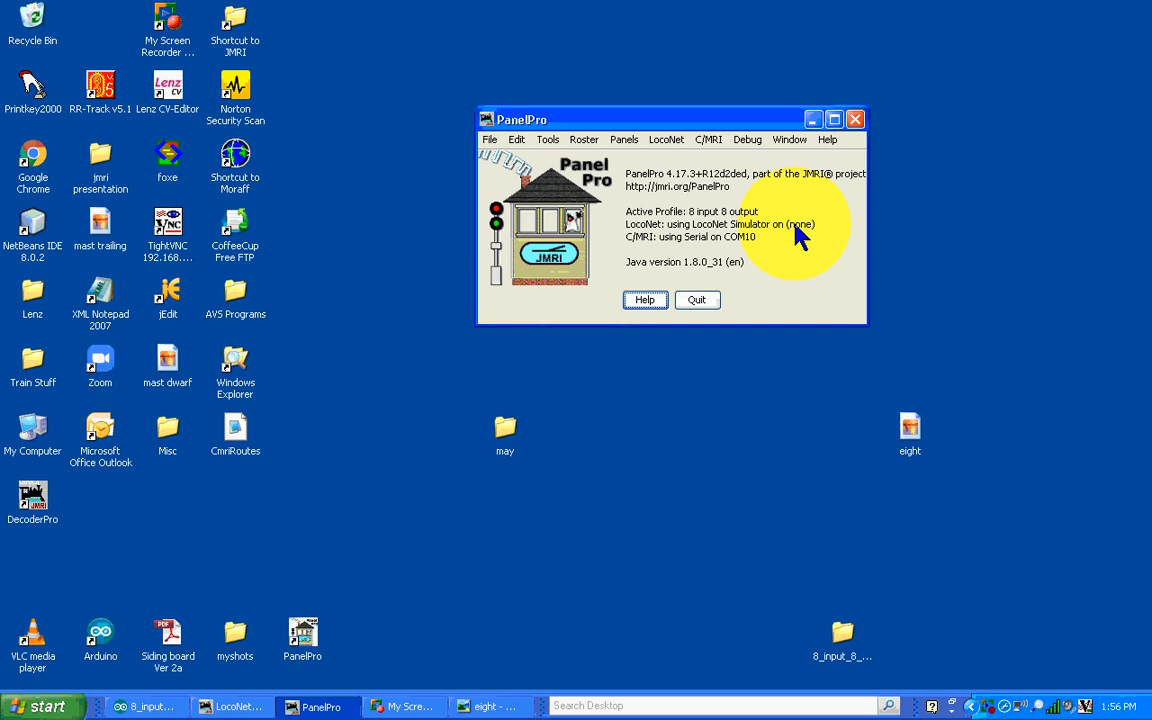 Recycle Bin
My Screen
Recorder ...
Shortcut to
JMRI
Printkey2000
RR-Track v5.1
Lenz
CV
Lenz CV-Editor
Norton
Security Scan
Google
Chrome
jmri
presentation
foxe
Shortcut to
Moraff
NetBeans IDE
8.0.2
mast trailing
VNC
TightVNC
192.168....
CoffeeCup
Free FTP
Lenz
XML Notepad
2007
jEdit
AVS Programs
Train Stuff
Zoom
mast dwarf
Windows
Explorer
My Computer
Microsoft
Office Outlook
Misc
CmriRoutes
JMRI
DecoderPro
VLC media
player
Arduino
Siding board
Ver 2a
myshots
PanelPro
PanelPro
File Edit Tools Roster Panels LocoNet C/MRI Debug Window Help
Panel
Pro
JMRI
PanelPro 4.17.3+R12d2ded, part of the JMRI® project
http://jmri.org/PanelPro
Active Profile: 8 input 8 output
LocoNet: using LocoNet Simulator on (none)
C/MRI: using Serial on COM10
Java version 1.8.0_31 (en)
Help Quit
may
eight
8_input_8_...
start
8_input...
LocoNet...
PanelPro
My Scre...
eight - ...
Search Desktop
1:56 PM